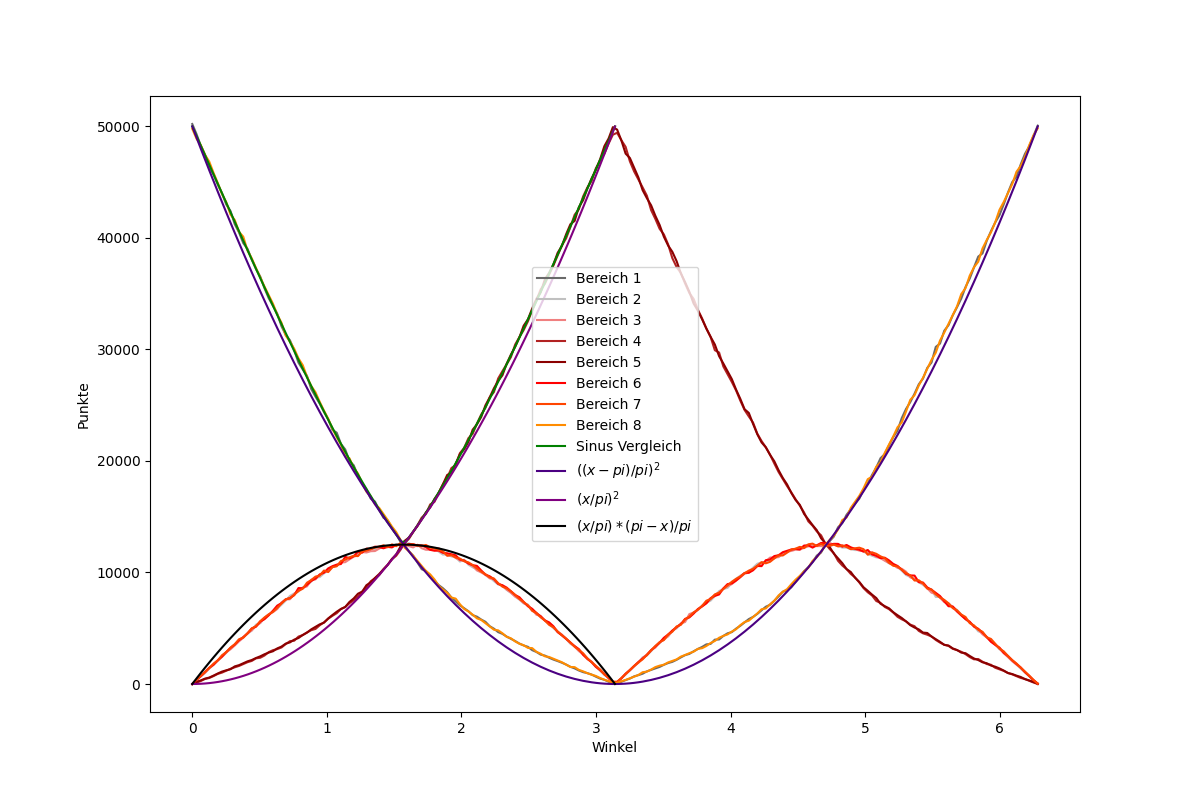 50000
40000
30000
20000
10000
0
Punkte
Bereich 1
Bereich 2
Bereich 3
Bereich 4
Bereich 5
Bereich 6
Bereich 7
Bereich 8
Sinus Vergleich
((x − pi)/pi)²
(x/pi)²
(x/pi) * (pi − x)/pi
0 1 2 3 4 5 6
Winkel